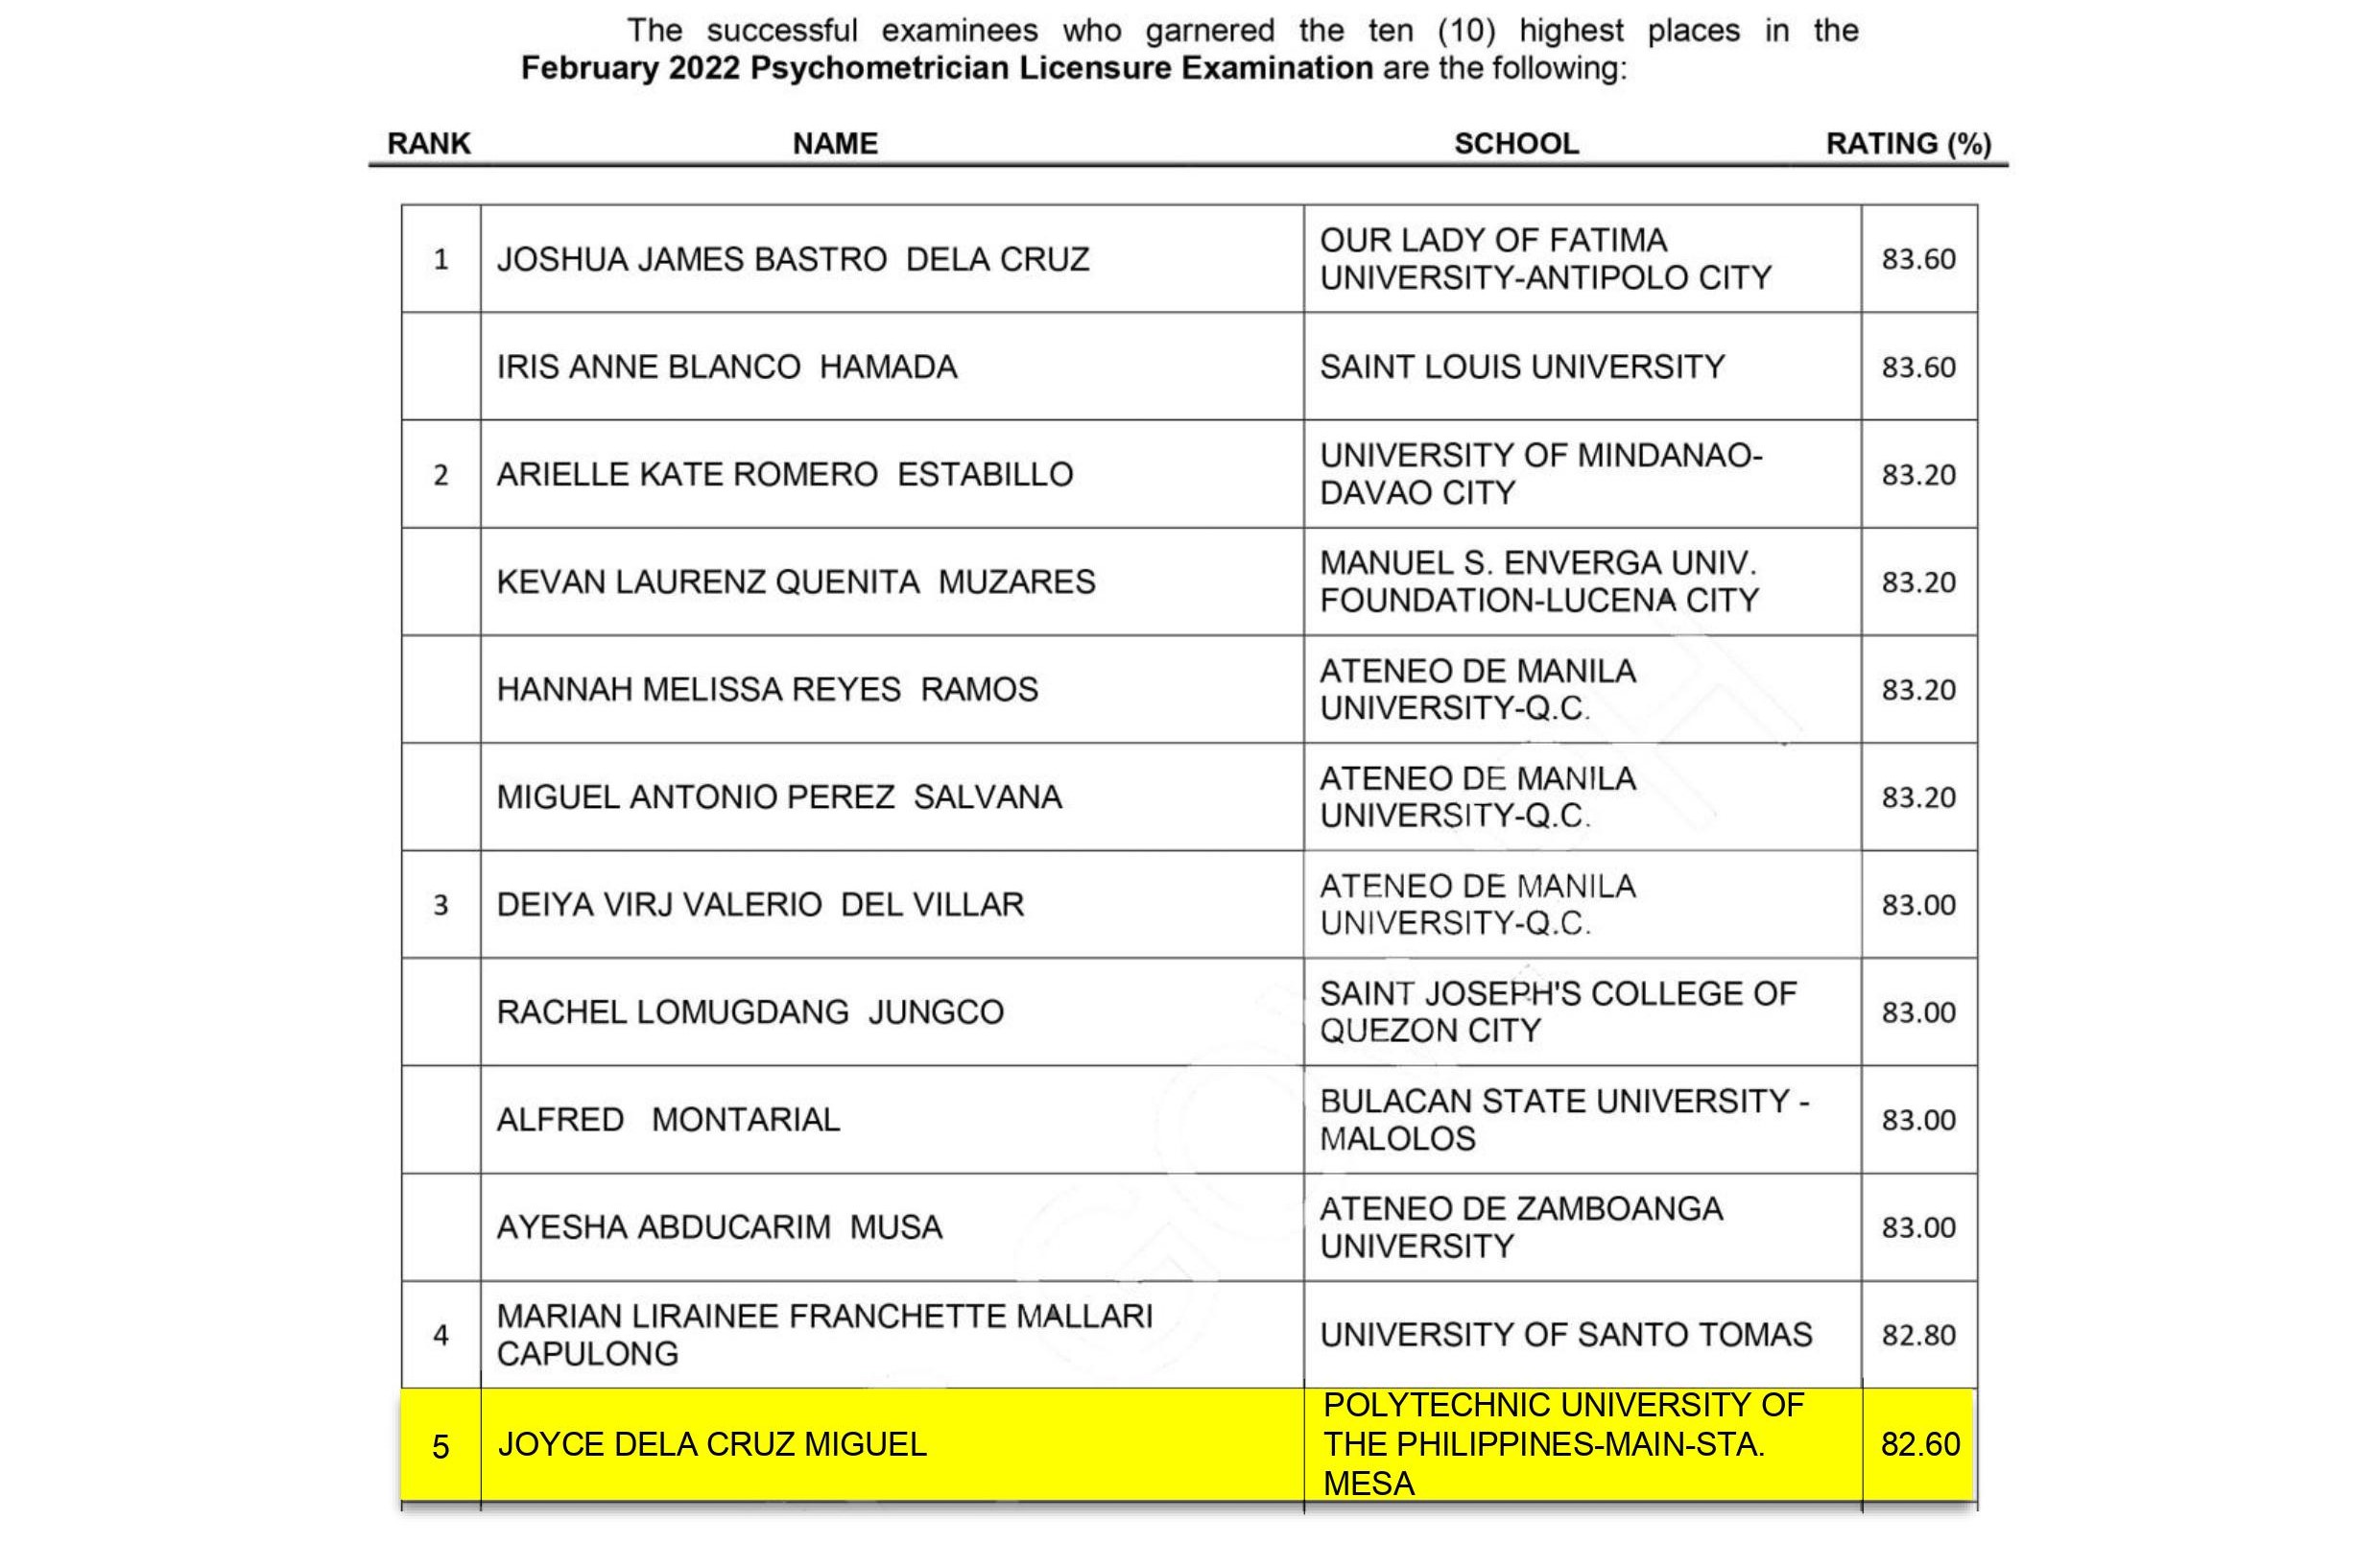 The successful examinees who garnered the ten (10) highest places in the
February 2022 Psychometrician Licensure Examination are the following:
RANK NAME SCHOOL RATING (%)
1 JOSHUA JAMES BASTRO DELA CRUZ OUR LADY OF FATIMA
UNIVERSITY-ANTIPOLO CITY 83.60
IRIS ANNE BLANCO HAMADA SAINT LOUIS UNIVERSITY 83.60
2 ARIELLE KATE ROMERO ESTABILLO UNIVERSITY OF MINDANAO-
DAVAO CITY 83.20
KEVAN LAURENZ QUENITA MUZARES MANUEL S. ENVERGA UNIV.
FOUNDATION-LUCENA CITY 83.20
HANNAH MELISSA REYES RAMOS ATENEO DE MANILA
UNIVERSITY-Q.C. 83.20
MIGUEL ANTONIO PEREZ SALVANA ATENEO DE MANILA
UNIVERSITY-Q.C. 83.20
3 DEIYA VIRJ VALERIO DEL VILLAR ATENEO DE MANILA
UNIVERSITY-Q.C. 83.00
RACHEL LOMUGDANG JUNGCO SAINT JOSEPH'S COLLEGE OF
QUEZON CITY 83.00
ALFRED MONTARIAL BULACAN STATE UNIVERSITY -
MALOLOS 83.00
AYESHA ABDUCARIM MUSA ATENEO DE ZAMBOANGA
UNIVERSITY 83.00
4 MARIAN LIRAINEE FRANCHETTE MALLARI
CAPULONG UNIVERSITY OF SANTO TOMAS 82.80
5 JOYCE DELA CRUZ MIGUEL POLYTECHNIC UNIVERSITY OF
THE PHILIPPINES-MAIN-STA.
MESA 82.60